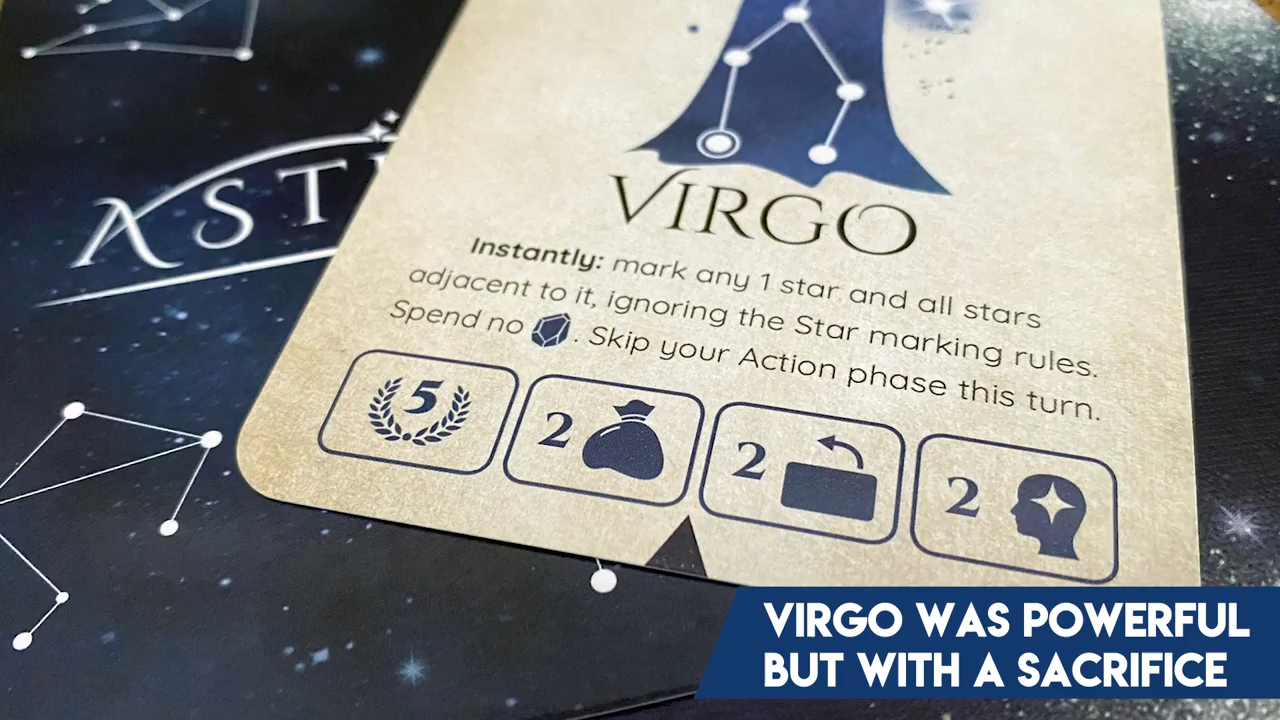 AST
VIRGO
Instantly: mark any 1 star and all stars
adjacent to it, ignoring the Star marking rules.
Spend no . Skip your Action phase this turn.
5
2
2
2
VIRGO WAS POWERFUL
BUT WITH A SACRIFICE